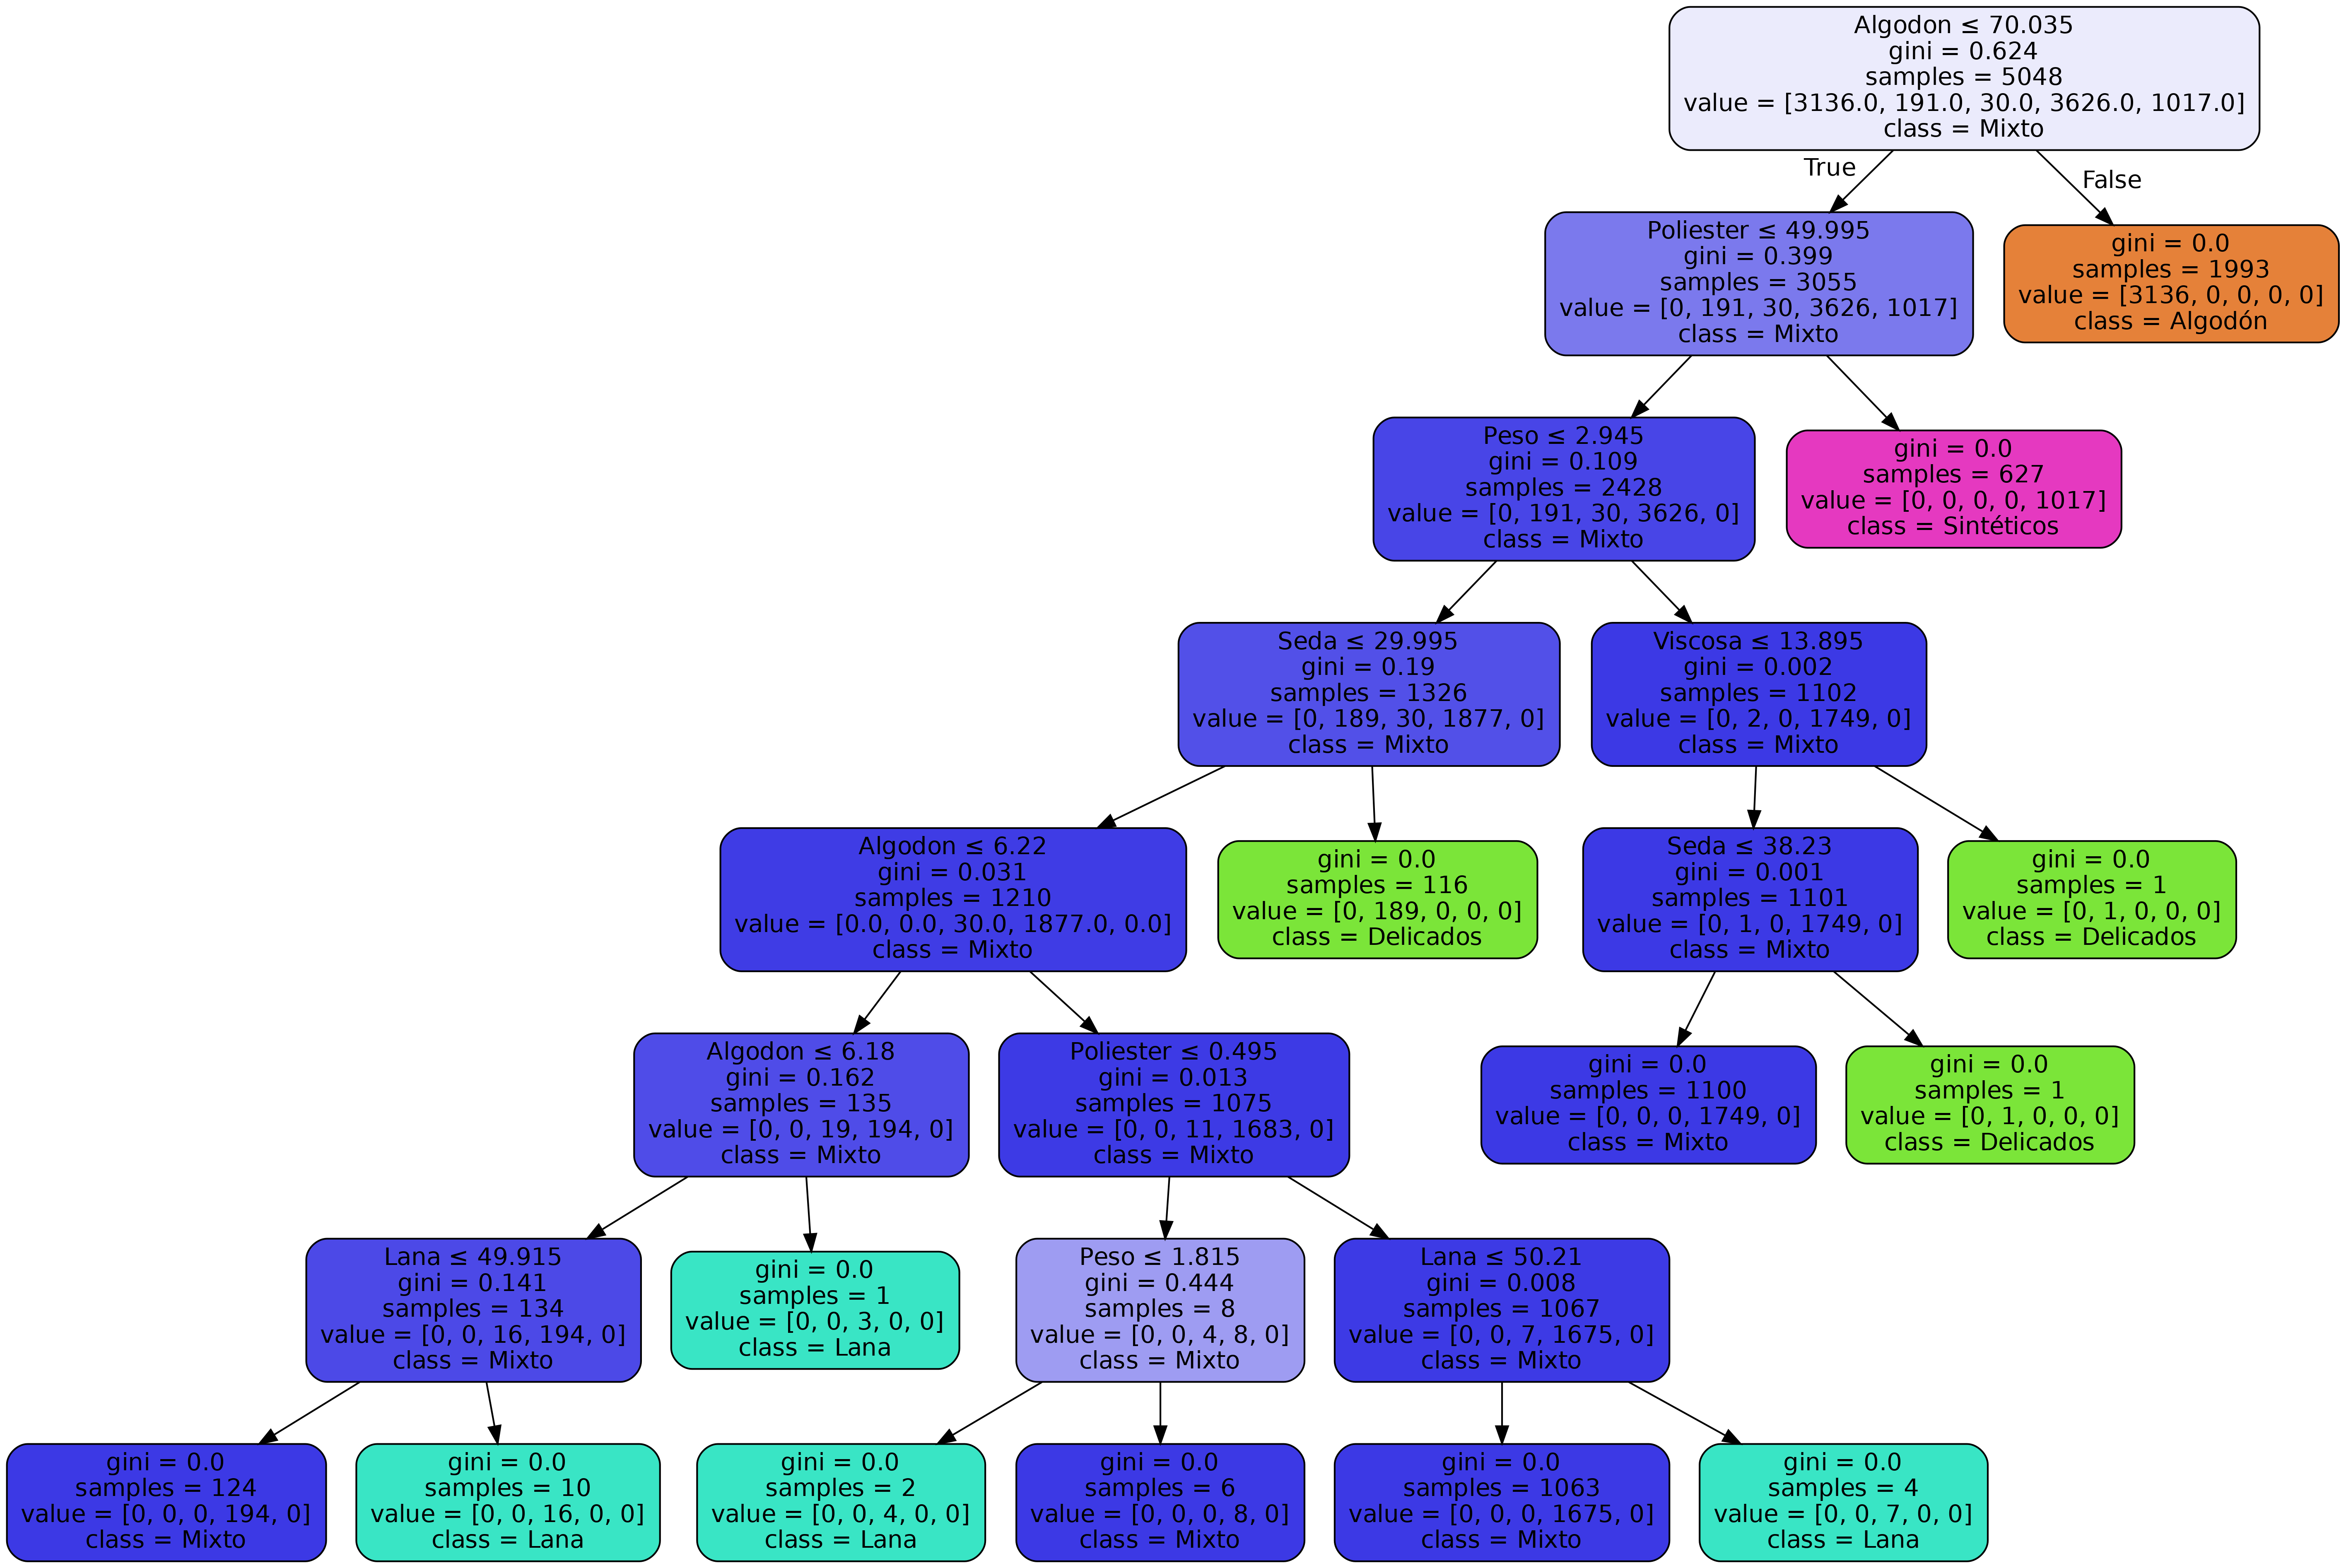 Algodon ≤ 70.035
gini = 0.624
samples = 5048
value = [3136.0, 191.0, 30.0, 3626.0, 1017.0]
class = Mixto
True
False
Poliester ≤ 49.995
gini = 0.399
samples = 3055
value = [0, 191, 30, 3626, 1017]
class = Mixto
gini = 0.0
samples = 1993
value = [3136, 0, 0, 0, 0]
class = Algodón
Peso ≤ 2.945
gini = 0.109
samples = 2428
value = [0, 191, 30, 3626, 0]
class = Mixto
gini = 0.0
samples = 627
value = [0, 0, 0, 0, 1017]
class = Sintéticos
Seda ≤ 29.995
gini = 0.19
samples = 1326
value = [0, 189, 30, 1877, 0]
class = Mixto
Viscosa ≤ 13.895
gini = 0.002
samples = 1102
value = [0, 2, 0, 1749, 0]
class = Mixto
Algodon ≤ 6.22
gini = 0.031
samples = 1210
value = [0.0, 0.0, 30.0, 1877.0, 0.0]
class = Mixto
gini = 0.0
samples = 116
value = [0, 189, 0, 0, 0]
class = Delicados
Seda ≤ 38.23
gini = 0.001
samples = 1101
value = [0, 1, 0, 1749, 0]
class = Mixto
gini = 0.0
samples = 1
value = [0, 1, 0, 0, 0]
class = Delicados
Algodon ≤ 6.18
gini = 0.162
samples = 135
value = [0, 0, 19, 194, 0]
class = Mixto
Poliester ≤ 0.495
gini = 0.013
samples = 1075
value = [0, 0, 11, 1683, 0]
class = Mixto
gini = 0.0
samples = 1100
value = [0, 0, 0, 1749, 0]
class = Mixto
gini = 0.0
samples = 1
value = [0, 1, 0, 0, 0]
class = Delicados
Lana ≤ 49.915
gini = 0.141
samples = 134
value = [0, 0, 16, 194, 0]
class = Mixto
gini = 0.0
samples = 1
value = [0, 0, 3, 0, 0]
class = Lana
Peso ≤ 1.815
gini = 0.444
samples = 8
value = [0, 0, 4, 8, 0]
class = Mixto
Lana ≤ 50.21
gini = 0.008
samples = 1067
value = [0, 0, 7, 1675, 0]
class = Mixto
gini = 0.0
samples = 124
value = [0, 0, 0, 194, 0]
class = Mixto
gini = 0.0
samples = 10
value = [0, 0, 16, 0, 0]
class = Lana
gini = 0.0
samples = 2
value = [0, 0, 4, 0, 0]
class = Lana
gini = 0.0
samples = 6
value = [0, 0, 0, 8, 0]
class = Mixto
gini = 0.0
samples = 1063
value = [0, 0, 0, 1675, 0]
class = Mixto
gini = 0.0
samples = 4
value = [0, 0, 7, 0, 0]
class = Lana